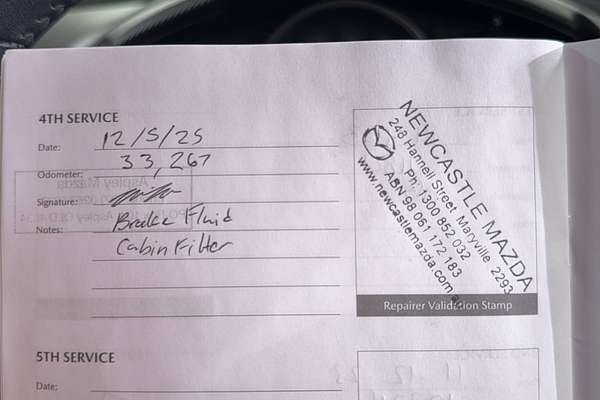 4TH SERVICE
Date: 12/5/25
Odometer: 33,267
Signature:
Notes: Brake Fluid
Cabin Filter
NEWCASTLE MAZDA
248 Hannell Street Maryville 2293
Ph: 1300 852 032
ABN 98 061 172 183
www.newcastlemazda.com
Repairer Validation Stamp
5TH SERVICE
Date: